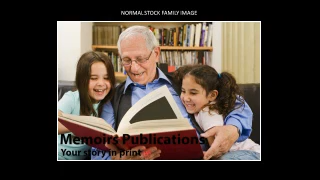 NORMAL STOCK FAMILY IMAGE
Memoirs Publications
Your story in print